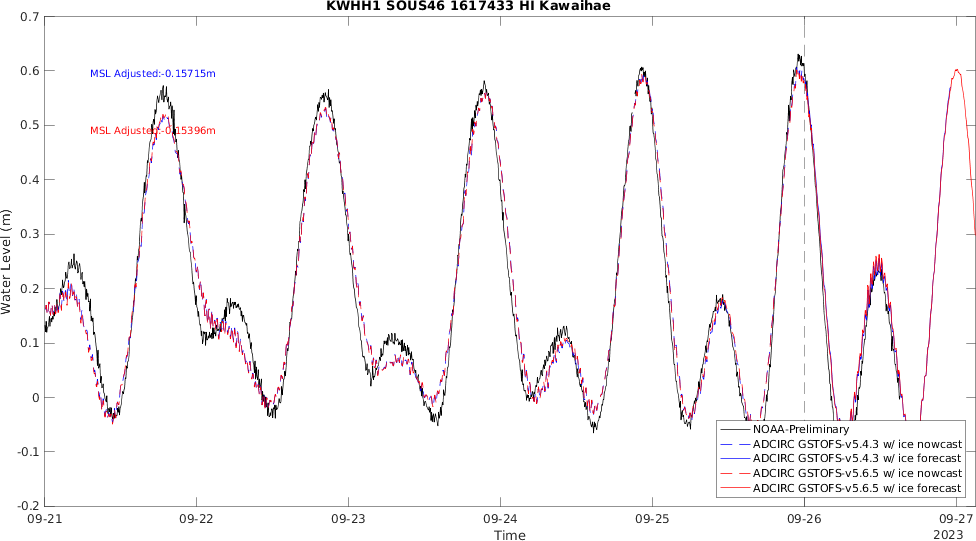 KWHH1 SOUS46 1617433 HI Kawaihae
0.7
0.6
0.5
0.4
0.3
0.2
0.1
0
-0.1
-0.2
Water Level (m)
MSL Adjusted:-0.15715m
MSL Adjusted:-0.15396m
NOAA-Preliminary
ADCIRC GSTOFS-v5.4.3 w/ ice nowcast
ADCIRC GSTOFS-v5.4.3 w/ ice forecast
ADCIRC GSTOFS-v5.6.5 w/ ice nowcast
ADCIRC GSTOFS-v5.6.5 w/ ice forecast
09-21 09-22 09-23 09-24 09-25 09-26 09-27
2023
Time